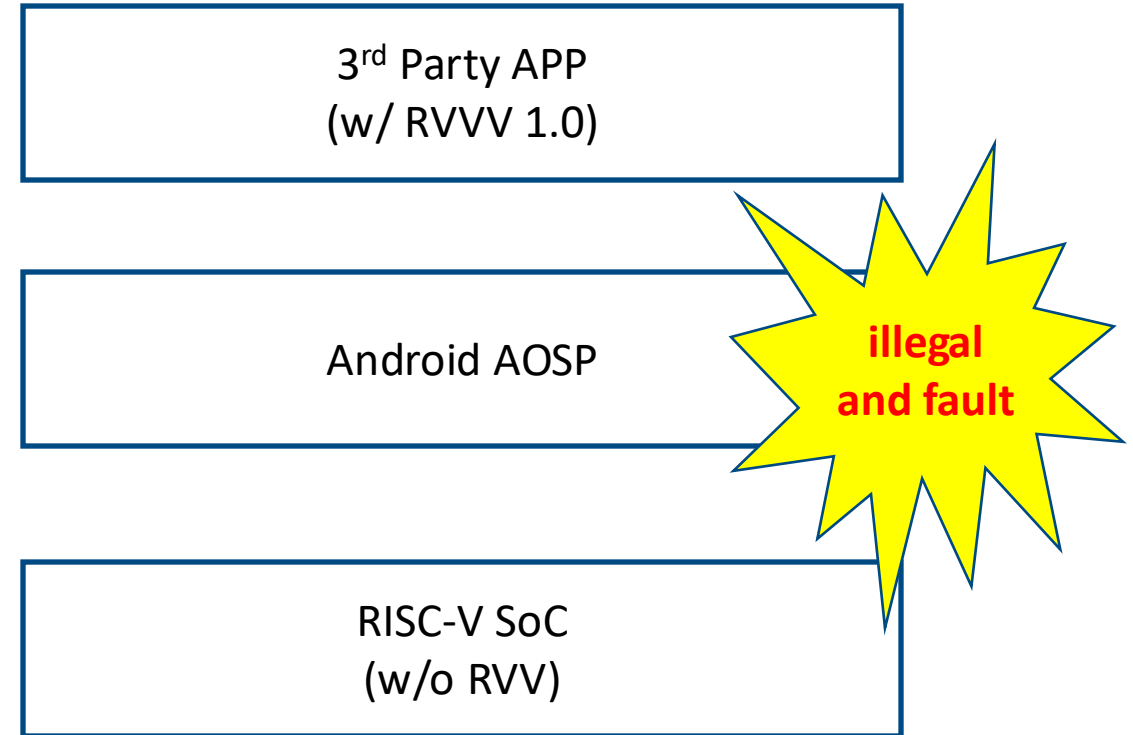 3rd Party APP
(w/ RVVV 1.0)
Android AOSP
illegal
and fault
RISC-V SoC
(w/o RVV)